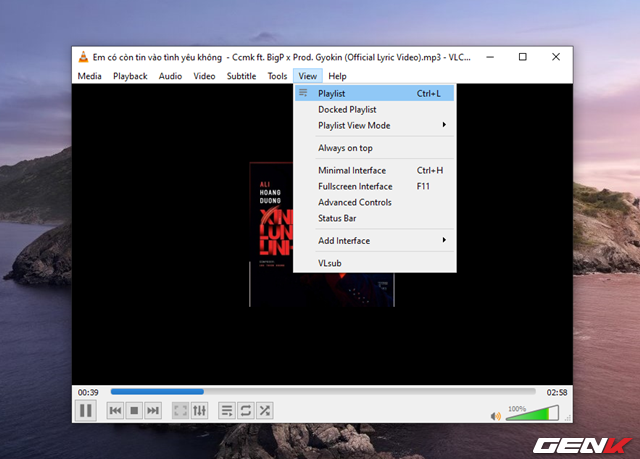 Em có còn tin vào tình yêu không - Ccmk ft. BigP x Prod. Gyokin (Official Lyric Video).mp3 - VLC...
Media Playback Audio Video Subtitle Tools View Help
Playlist Ctrl+L
Docked Playlist
Playlist View Mode
Always on top
Minimal Interface Ctrl+H
Fullscreen Interface F11
Advanced Controls
Status Bar
Add Interface
VLsub
ALI
HOANG
DUONG
00:39 02:58
100%
GENK